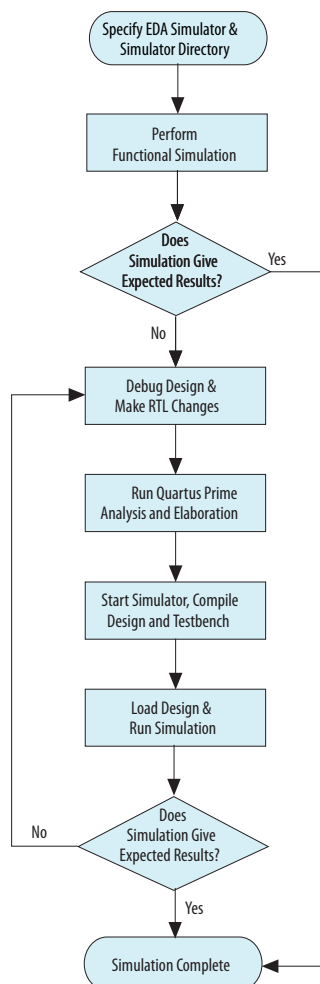 Specify EDA Simulator &
Simulator Directory
Perform
Functional Simulation
Does
Simulation Give
Expected Results?
Yes
No
Debug Design &
Make RTL Changes
Run Quartus Prime
Analysis and Elaboration
Start Simulator, Compile
Design and Testbench
Load Design &
Run Simulation
Does
Simulation Give
Expected Results?
No
Yes
Simulation Complete